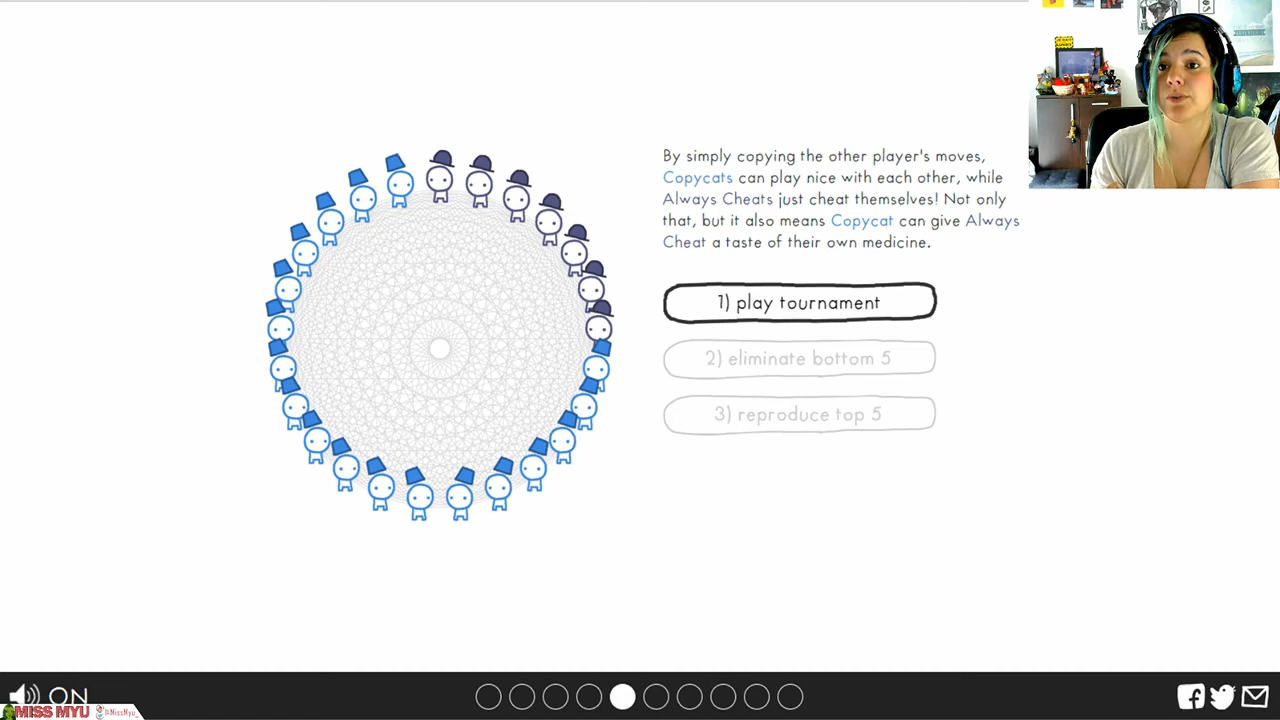 By simply copying the other player's moves,
Copycats can play nice with each other, while
Always Cheats just cheat themselves! Not only
that, but it also means Copycat can give Always
Cheat a taste of their own medicine.
1) play tournament
2) eliminate bottom 5
3) reproduce top 5
ON
MISS MYU
@MissMyu_